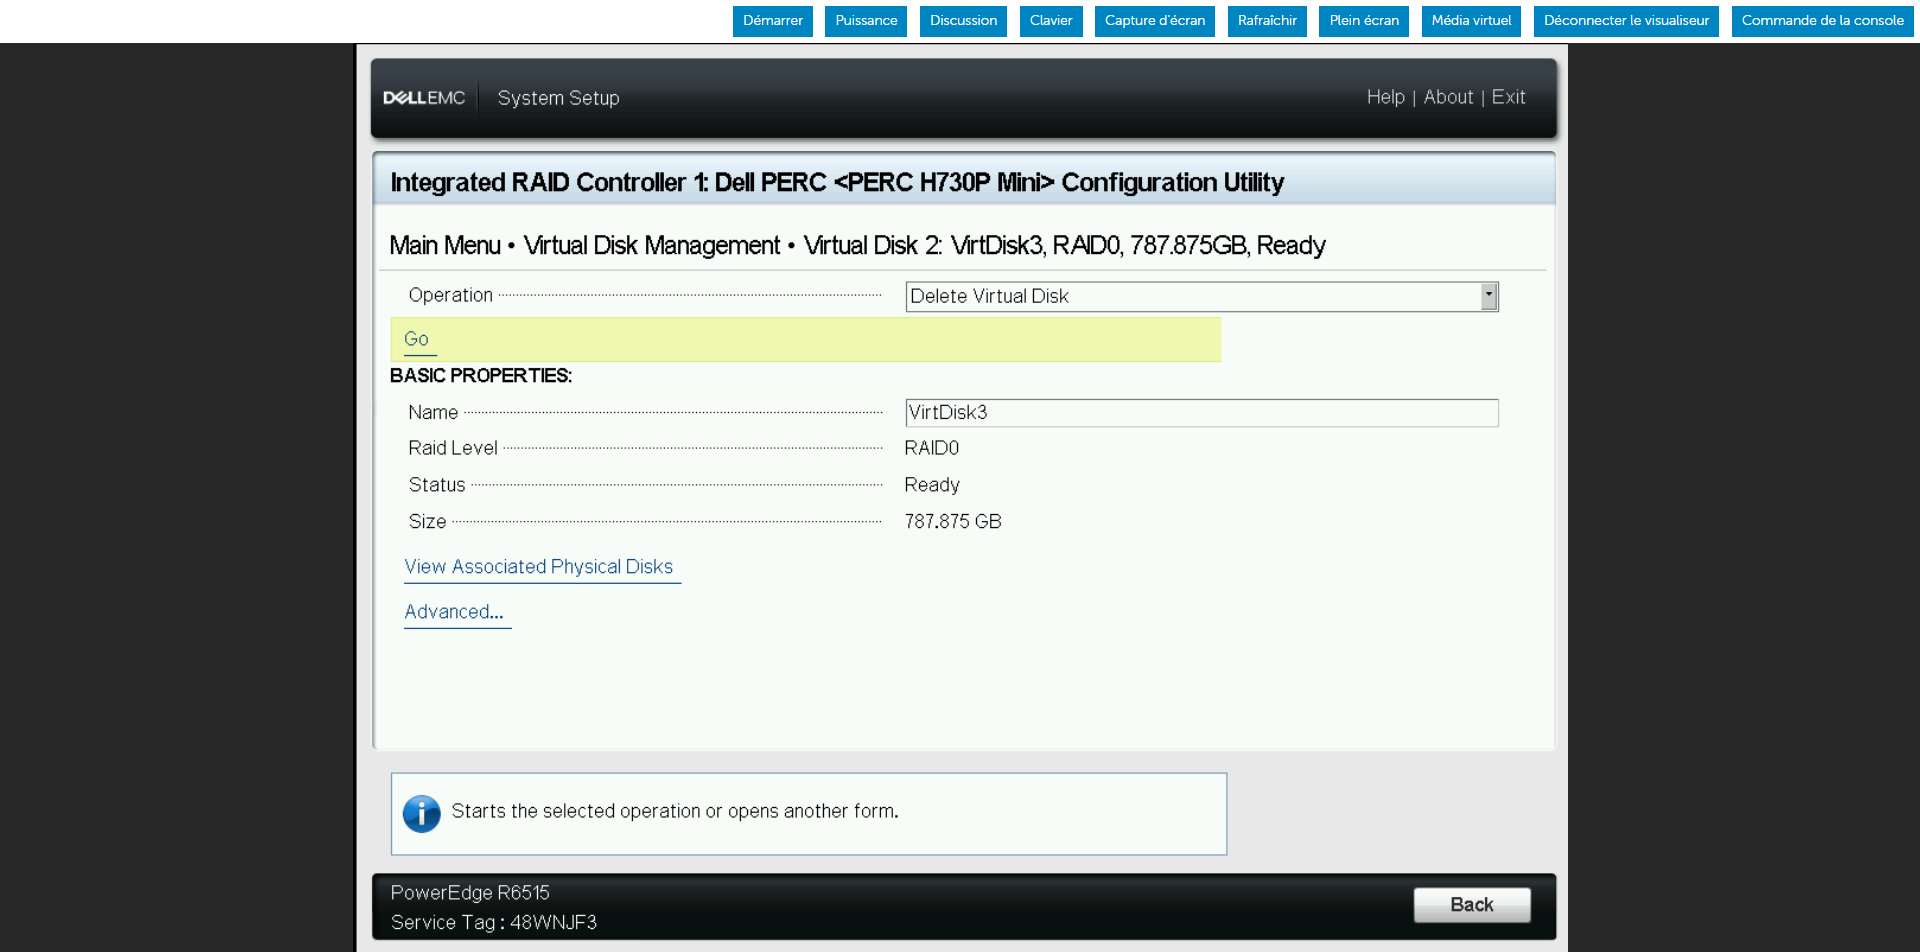 Démarrer Puissance Discussion Clavier Capture d'écran Rafraîchir Plein écran Média virtuel Déconnecter le visualiseur Commande de la console
DELLEMC System Setup Help | About | Exit
Integrated RAID Controller 1: Dell PERC <PERC H730P Mini> Configuration Utility
Main Menu • Virtual Disk Management • Virtual Disk 2: VirtDisk3, RAID0, 787.875GB, Ready
Operation Delete Virtual Disk
Go
BASIC PROPERTIES:
Name VirtDisk3
Raid Level RAID0
Status Ready
Size 787.875 GB
View Associated Physical Disks
Advanced...
Starts the selected operation or opens another form.
PowerEdge R6515
Service Tag : 48WNJF3
Back